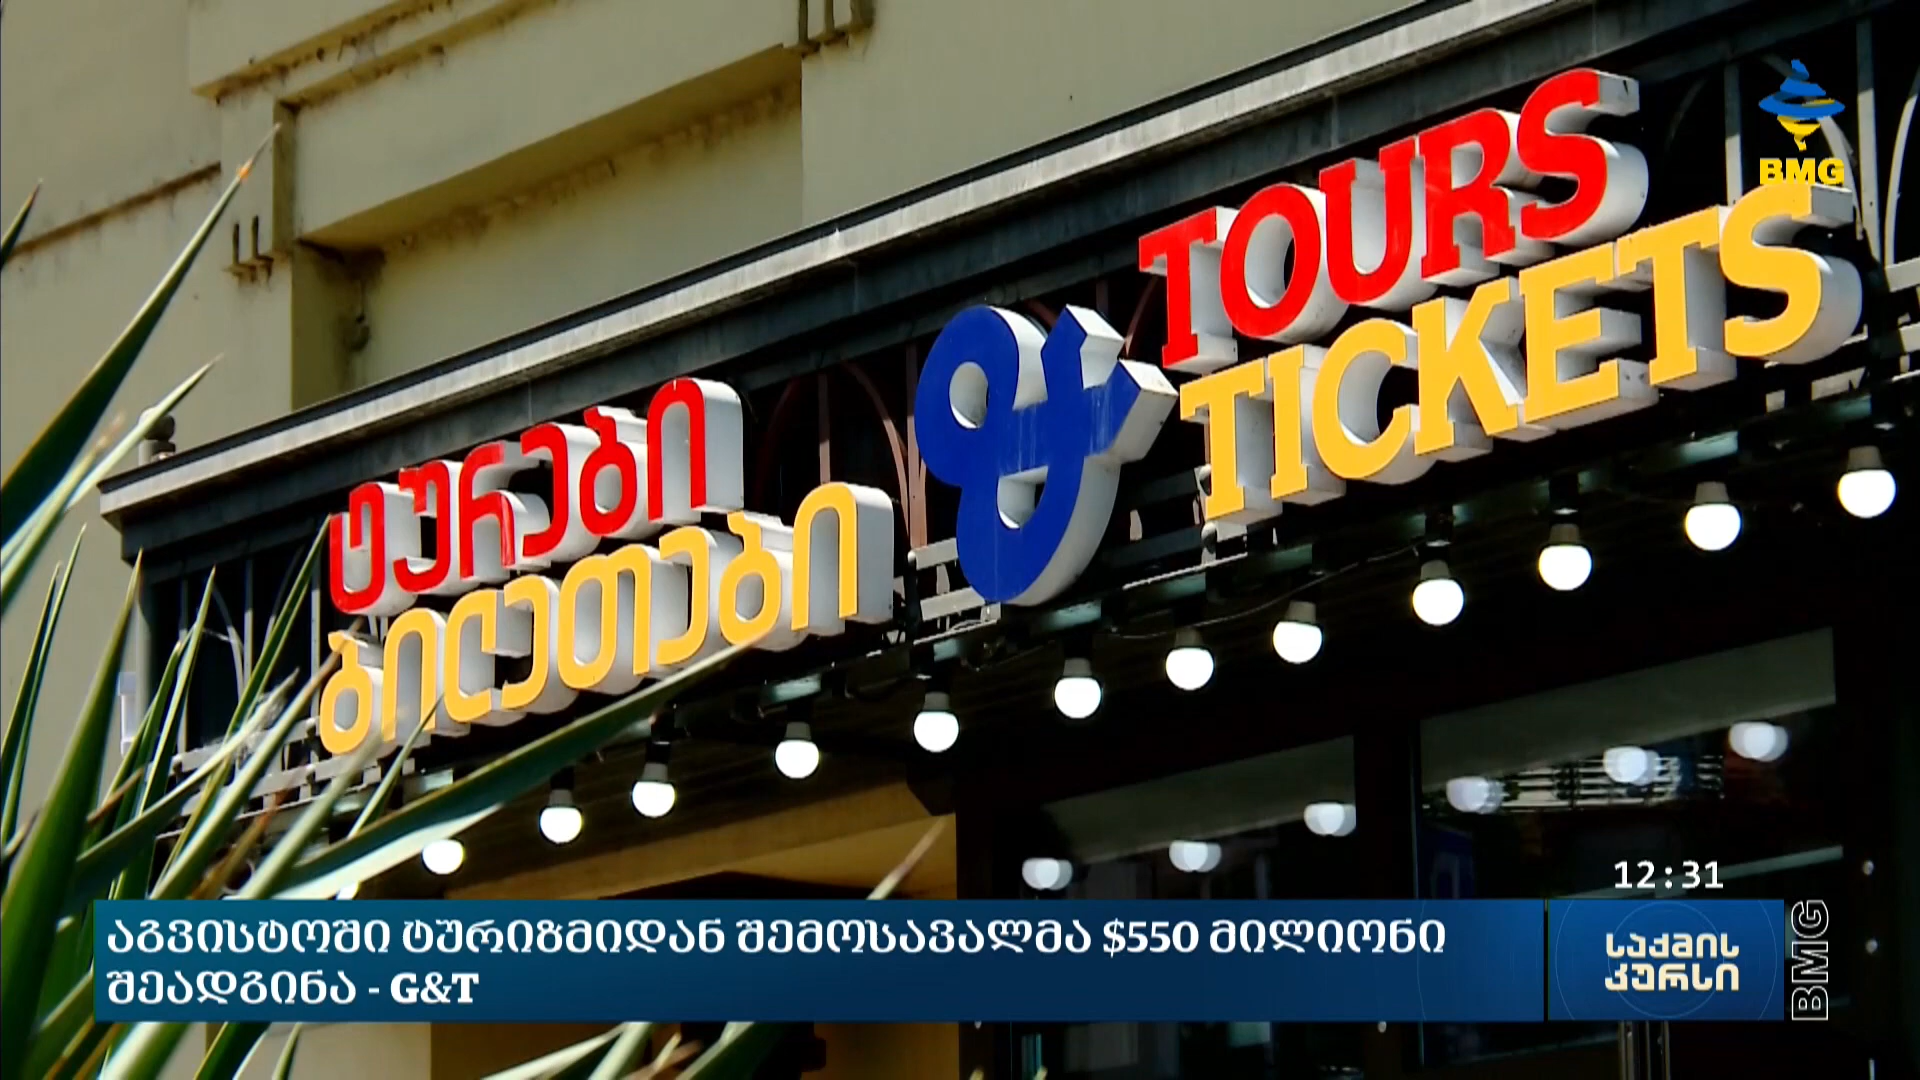 BMG
TOURS
TICKETS
&
ტურები
ბილეთები
12:31
აგვისტოში ტურიზმიდან შემოსავალმა $550 მილიონი
შეადგინა - G&T
საქმის
კურსი
BMG